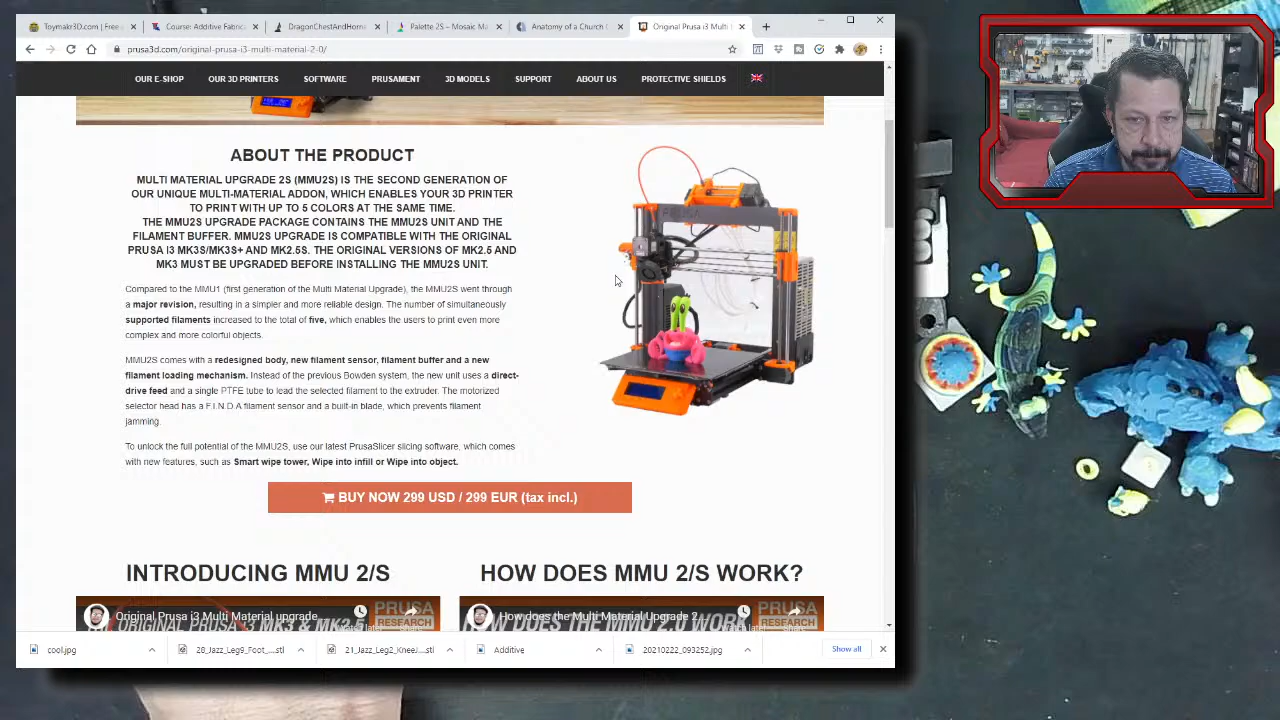 Toymakr3D.com
Course: Additive Fabric
DragonChestAndHorn
Palette 2S – Mosaic Ma
Anatomy of a Church O
Original Prusa i3 Multi M
prusa3d.com/original-prusa-i3-multi-material-2-0/
OUR E-SHOP
OUR 3D PRINTERS
SOFTWARE
PRUSAMENT
3D MODELS
SUPPORT
ABOUT US
PROTECTIVE SHIELDS
ABOUT THE PRODUCT
MULTI MATERIAL UPGRADE 2S (MMU2S) IS THE SECOND GENERATION OF
OUR UNIQUE MULTI-MATERIAL ADDON, WHICH ENABLES YOUR 3D PRINTER
TO PRINT WITH UP TO 5 COLORS AT THE SAME TIME.
THE MMU2S UPGRADE PACKAGE CONTAINS THE MMU2S UNIT AND THE
FILAMENT BUFFER. MMU2S UPGRADE IS COMPATIBLE WITH THE ORIGINAL
PRUSA I3 MK3S/MK3S+ AND MK2.5S. THE ORIGINAL VERSIONS OF MK2.5 AND
MK3 MUST BE UPGRADED BEFORE INSTALLING THE MMU2S UNIT.
Compared to the MMU1 (first generation of the Multi Material Upgrade), the MMU2S went through
a major revision, resulting in a simpler and more reliable design. The number of simultaneously
supported filaments increased to the total of five, which enables the users to print even more
complex and more colorful objects.
MMU2S comes with a redesigned body, new filament sensor, filament buffer and a new
filament loading mechanism. Instead of the previous Bowden system, the new unit uses a direct-
drive feed and a single PTFE tube to lead the selected filament to the extruder. The motorized
selector head has a F.I.N.D.A filament sensor and a built-in blade, which prevents filament
jamming.
To unlock the full potential of the MMU2S, use our latest PrusaSlicer slicing software, which comes
with new features, such as Smart wipe tower, Wipe into infill or Wipe into object.
PRUSA
BUY NOW 299 USD / 299 EUR (tax incl.)
INTRODUCING MMU 2/S
HOW DOES MMU 2/S WORK?
Original Prusa i3 Multi Material upgrade
PRUSA
RESEARCH
How does the Multi Material Upgrade 2...
PRUSA
RESEARCH
cool.jpg
28_Jazz_Leg9_Foot_....stl
21_Jazz_Leg2_KneeJ....stl
Additive
20210222_093252.jpg
Show all